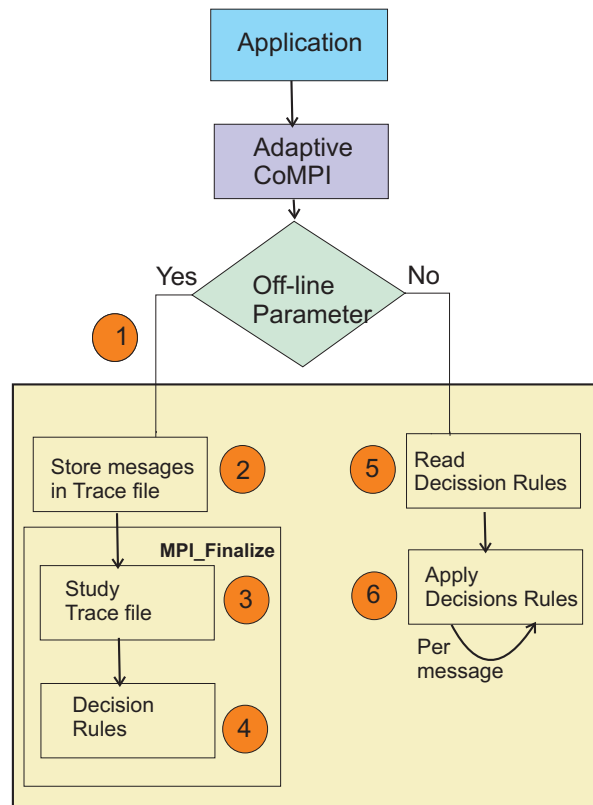 Application
Adaptive
CoMPI
Off-line
Parameter
Yes
No
1
Store mesages
in Trace file
2
MPI_Finalize
Study
Trace file
3
Decision
Rules
4
5
Read
Decission Rules
6
Apply
Decisions Rules
Per
message